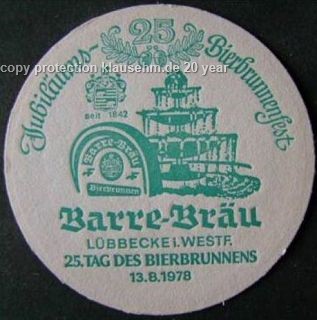 Jubiläums- 25 Bierbrunnenfest
copy protection klausehm.de 20 year
seit 1842
Barre-Bräu
Bierbrunnen
Barre-Bräu
LÜBBECKE I. WESTF.
25. TAG DES BIERBRUNNENS
13.8.1978